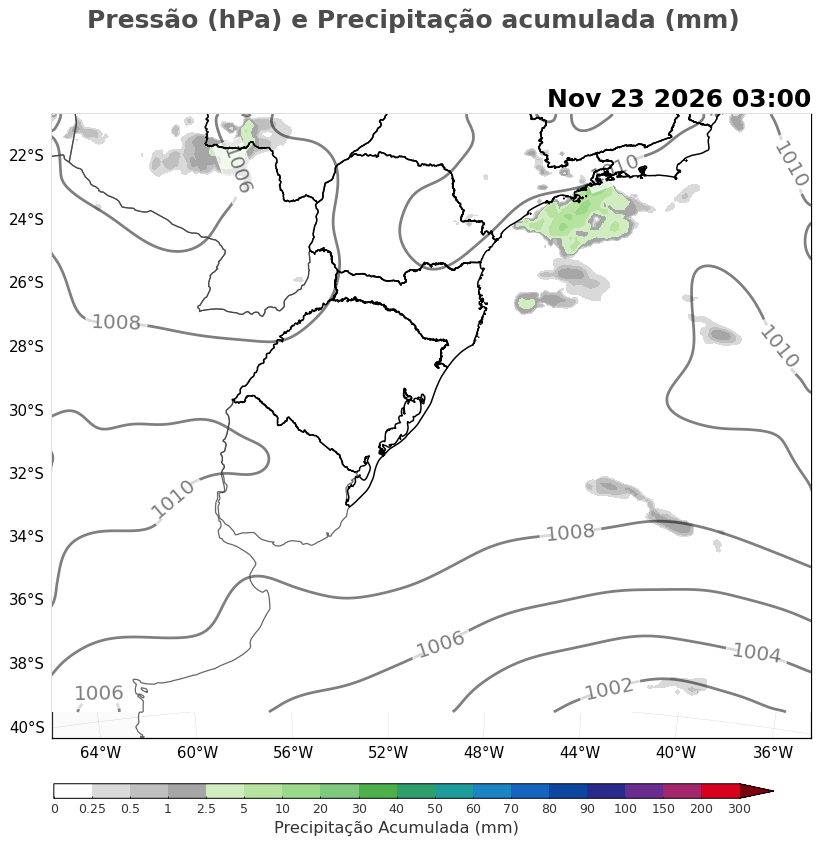 Pressão (hPa) e Precipitação acumulada (mm)
Nov 23 2026 03:00
22°S
24°S
26°S
28°S
30°S
32°S
34°S
36°S
38°S
40°S
1006
1010
1010
1008
1010
1010
1008
1006
1004
1002
1006
64°W 60°W 56°W 52°W 48°W 44°W 40°W 36°W
0 0.25 0.5 1 2.5 5 10 20 30 40 50 60 70 80 90 100 150 200 300
Precipitação Acumulada (mm)